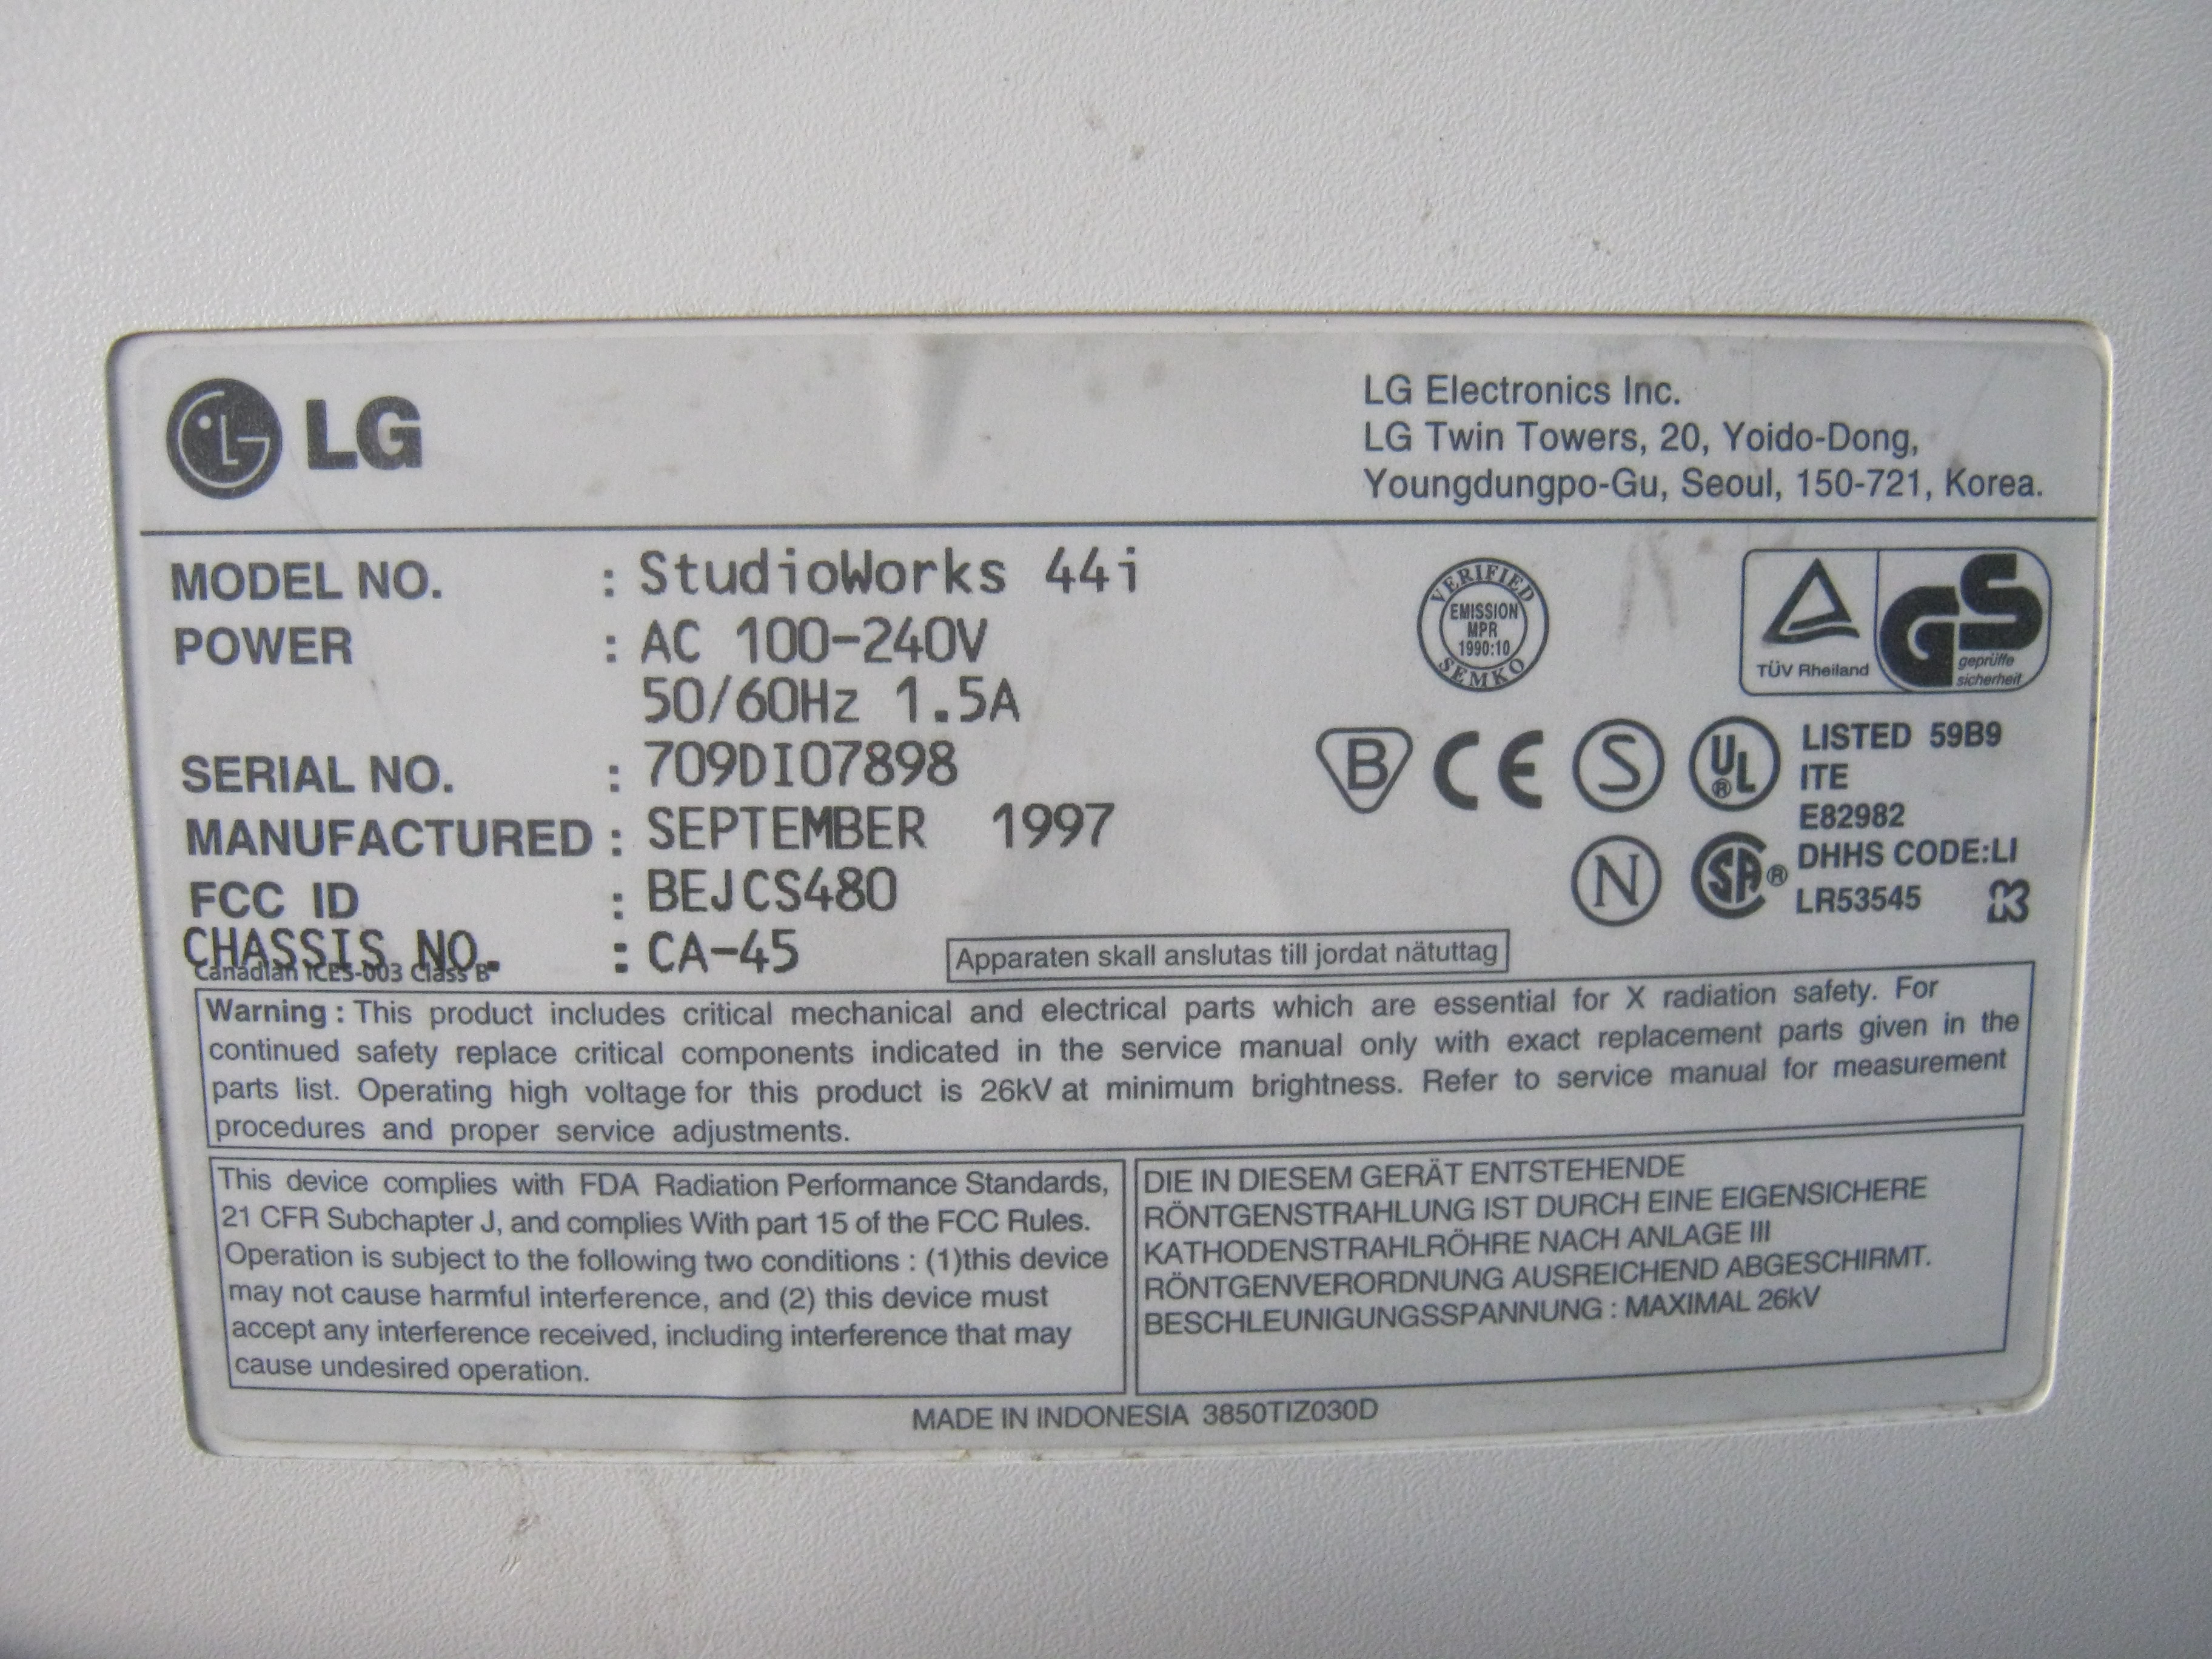 LG
LG Electronics Inc.
LG Twin Towers, 20, Yoido-Dong,
Youngdungpo-Gu, Seoul, 150-721, Korea.
MODEL NO. : StudioWorks 44i
POWER : AC 100-240V
50/60Hz 1.5A
SERIAL NO. : 709DI07898
MANUFACTURED : SEPTEMBER 1997
FCC ID : BEJCS480
CHASSIS NO. : CA-45
Canadian ICES-003 Class B
VERIFIED
EMISSION
MPR
1990:10
SEMKO
TÜV Rheiland
GS
geprüfte
sicherheit
B CE S UL ®
LISTED 59B9
ITE
E82982
N SA ®
DHHS CODE:LI
LR53545
Apparaten skall anslutas till jordat nätuttag
Warning : This product includes critical mechanical and electrical parts which are essential for X radiation safety. For
continued safety replace critical components indicated in the service manual only with exact replacement parts given in the
parts list. Operating high voltage for this product is 26kV at minimum brightness. Refer to service manual for measurement
procedures and proper service adjustments.
This device complies with FDA Radiation Performance Standards,
21 CFR Subchapter J, and complies With part 15 of the FCC Rules.
Operation is subject to the following two conditions : (1)this device
may not cause harmful interference, and (2) this device must
accept any interference received, including interference that may
cause undesired operation.
DIE IN DIESEM GERÄT ENTSTEHENDE
RÖNTGENSTRAHLUNG IST DURCH EINE EIGENSICHERE
KATHODENSTRAHLRÖHRE NACH ANLAGE III
RÖNTGENVERORDNUNG AUSREICHEND ABGESCHIRMT.
BESCHLEUNIGUNGSSPANNUNG : MAXIMAL 26kV
MADE IN INDONESIA 3850TIZ030D